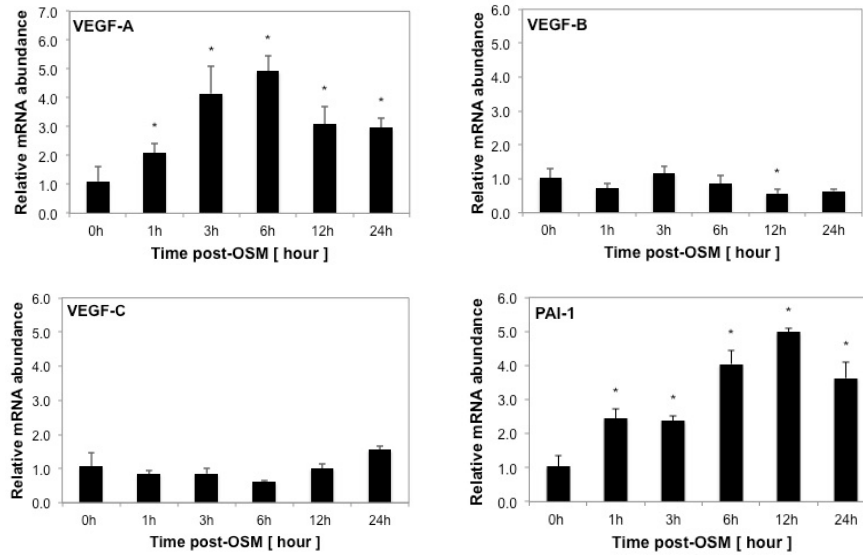 VEGF-A
Relative mRNA abundance
7.0
6.0
5.0
4.0
3.0
2.0
1.0
0.0
* * * * *
0h 1h 3h 6h 12h 24h
Time post-OSM [ hour ]
VEGF-B
Relative mRNA abundance
6.0
5.0
4.0
3.0
2.0
1.0
0.0
*
0h 1h 3h 6h 12h 24h
Time post-OSM [ hour ]
VEGF-C
Relative mRNA abundance
6.0
5.0
4.0
3.0
2.0
1.0
0.0
0h 1h 3h 6h 12h 24h
Time post-OSM [ hour ]
PAI-1
Relative mRNA abundance
6.0
5.0
4.0
3.0
2.0
1.0
0.0
* * * * *
0h 1h 3h 6h 12h 24h
Time post-OSM [ hour ]